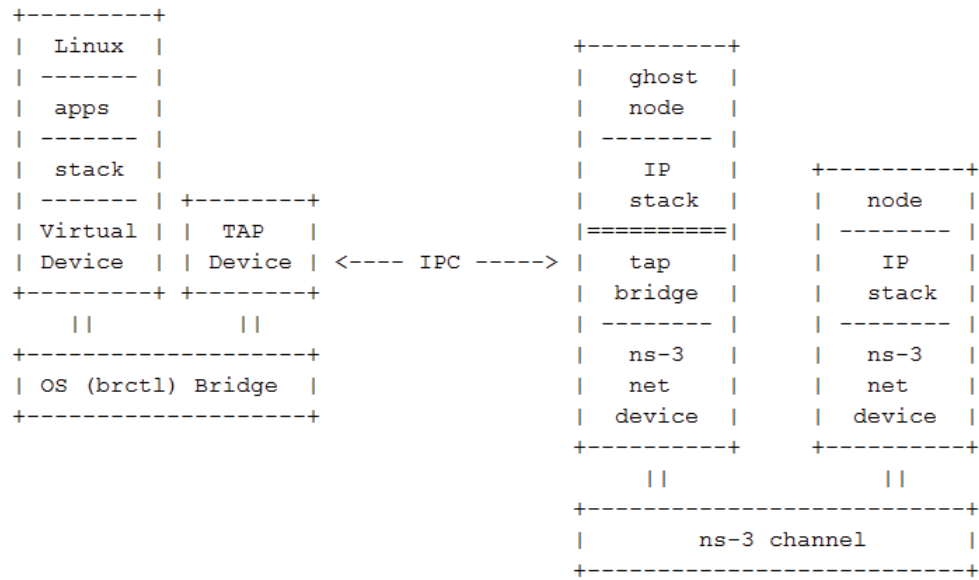 +---------+
|  Linux  |                             +----------+
| ------- |                             |   ghost  |
|  apps   |                             |   node   |
| ------- |                             | -------- |
|  stack  |                             |    IP    |     +----------+
| ------- | +--------+                  |   stack  |     |   node   |
| Virtual | |  TAP   |                  |==========|     | -------- |
| Device  | | Device | <---- IPC -----> |   tap    |     |    IP    |
+---------+ +--------+                  |  bridge  |     |   stack  |
    ||          ||                      | -------- |     | -------- |
+--------------------+                  |   ns-3   |     |   ns-3   |
| OS (brctl) Bridge  |                  |   net    |     |   net    |
+--------------------+                  |  device  |     |  device  |
                                        +----------+     +----------+
                                             ||               ||
                                        +---------------------------+
                                        |        ns-3 channel       |
                                        +---------------------------+